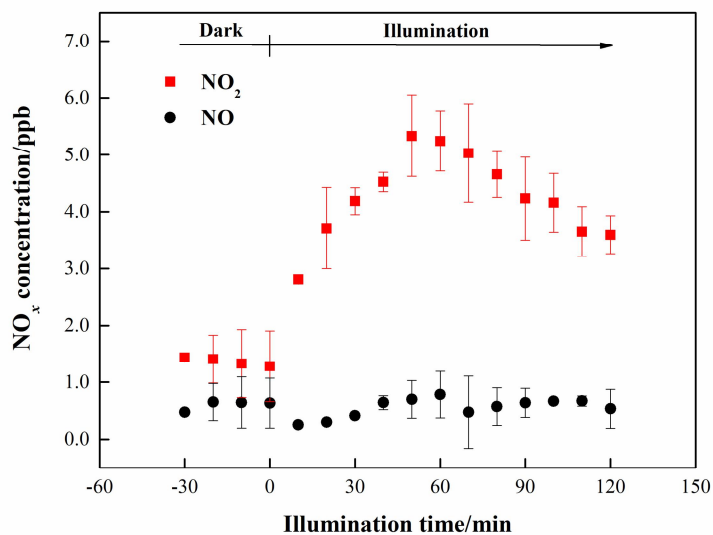 Dark Illumination
NO2
NO
7.0
6.0
5.0
4.0
3.0
2.0
1.0
0.0
NOx concentration/ppb
-60 -30 0 30 60 90 120 150
Illumination time/min